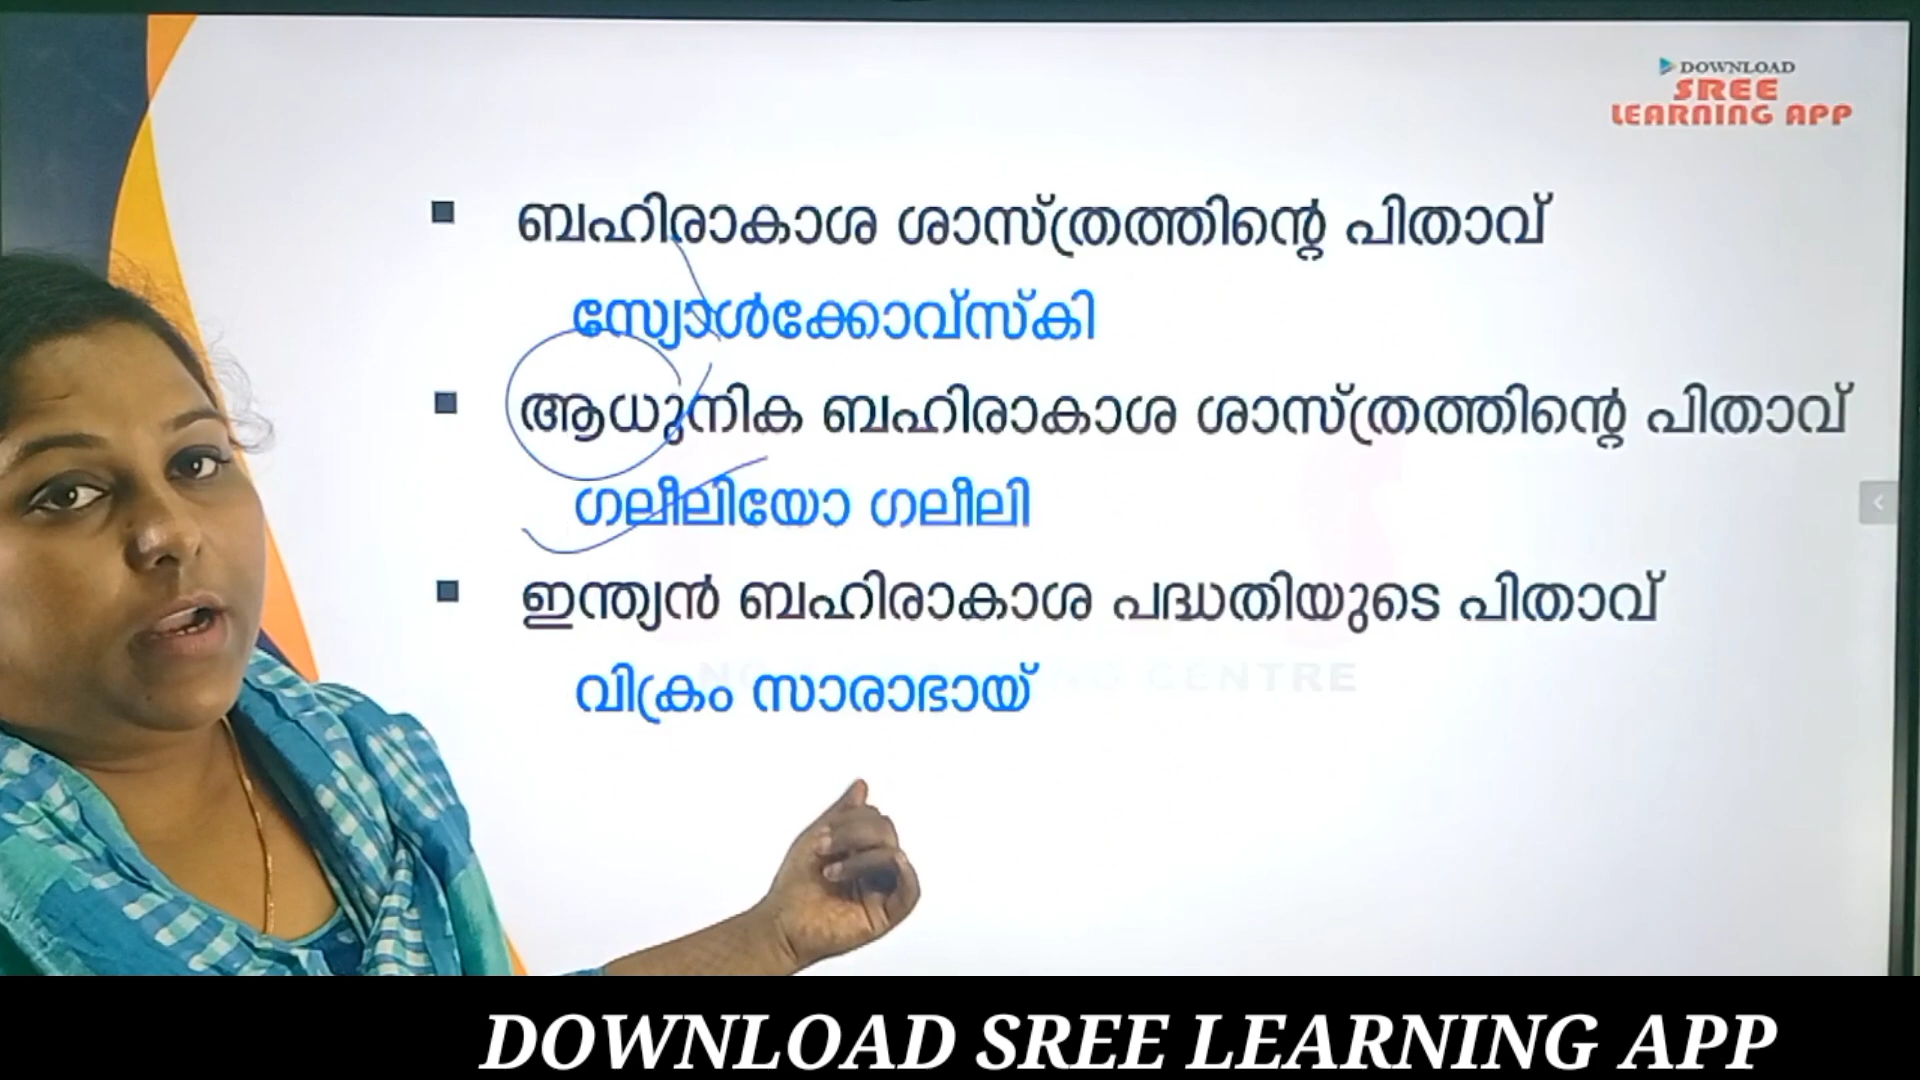 DOWNLOAD
SREE
LEARNING APP
ബഹിരാകാശ ശാസ്ത്രത്തിന്റെ പിതാവ്
സ്യോൾക്കോവ്സ്കി
ആധുനിക ബഹിരാകാശ ശാസ്ത്രത്തിന്റെ പിതാവ്
ഗലീലിയോ ഗലീലി
ഇന്ത്യൻ ബഹിരാകാശ പദ്ധതിയുടെ പിതാവ്
CENTRE
വിക്രം സാരാഭായ്
DOWNLOAD SREE LEARNING APP